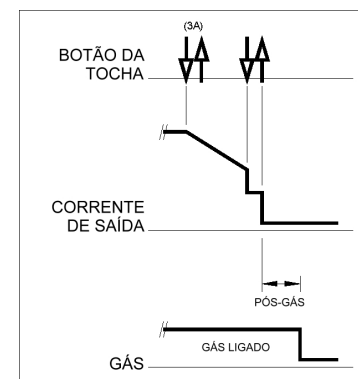 (3A)
BOTÃO DA
TOCHA
CORRENTE
DE SAÍDA
PÓS-GÁS
GÁS LIGADO
GÁS